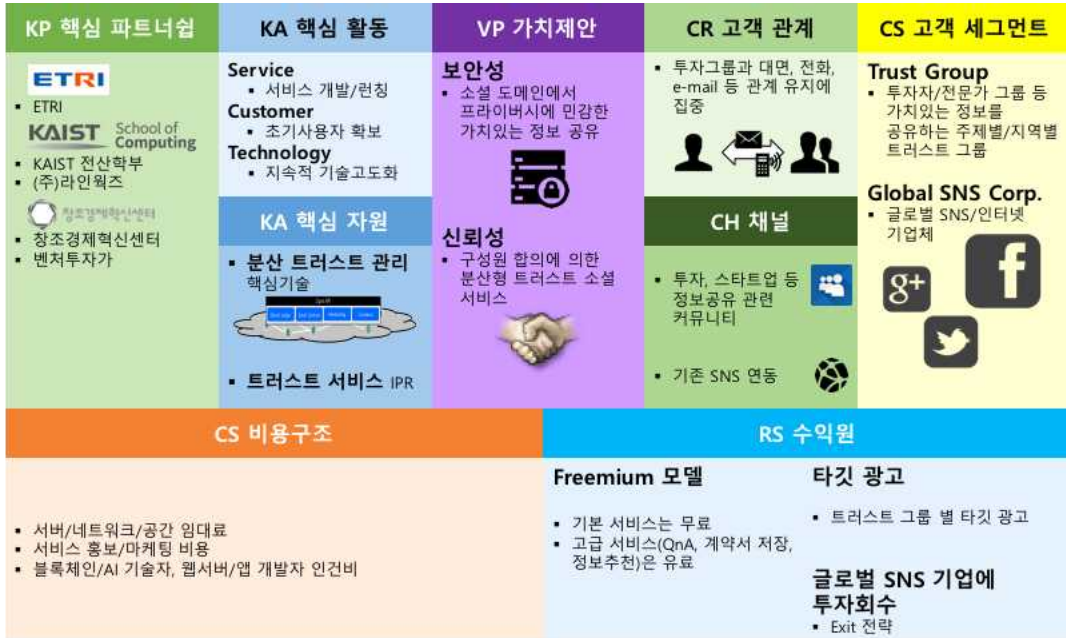 KP 핵심 파트너쉽
ETRI
▪ ETRI
KAIST School of
Computing
▪ KAIST 전산학부
▪ (주)라인웍즈
창조경제혁신센터
▪ 창조경제혁신센터
▪ 벤처투자가
KA 핵심 활동
Service
▪ 서비스 개발/런칭
Customer
▪ 초기사용자 확보
Technology
▪ 지속적 기술고도화
KA 핵심 자원
▪ 분산 트러스트 관리
핵심기술
▪ 트러스트 서비스 IPR
VP 가치제안
보안성
▪ 소셜 도메인에서
프라이버시에 민감한
가치있는 정보 공유
신뢰성
▪ 구성원 합의에 의한
분산형 트러스트 소셜
서비스
CR 고객 관계
▪ 투자그룹과 대면, 전화,
e-mail 등 관계 유지에
집중
CH 채널
▪ 투자, 스타트업 등
정보공유 관련
커뮤니티
▪ 기존 SNS 연동
CS 고객 세그먼트
Trust Group
▪ 투자자/전문가 그룹 등
가치있는 정보를
공유하는 주제별/지역별
트러스트 그룹
Global SNS Corp.
▪ 글로벌 SNS/인터넷
기업체
g+
f
CS 비용구조
▪ 서버/네트워크/공간 임대료
▪ 서비스 홍보/마케팅 비용
▪ 블록체인/AI 기술자, 웹서버/앱 개발자 인건비
RS 수익원
Freemium 모델
▪ 기본 서비스는 무료
▪ 고급 서비스(QnA, 계약서 저장,
정보추천)은 유료
타깃 광고
▪ 트러스트 그룹 별 타깃 광고
글로벌 SNS 기업에
투자회수
▪ Exit 전략